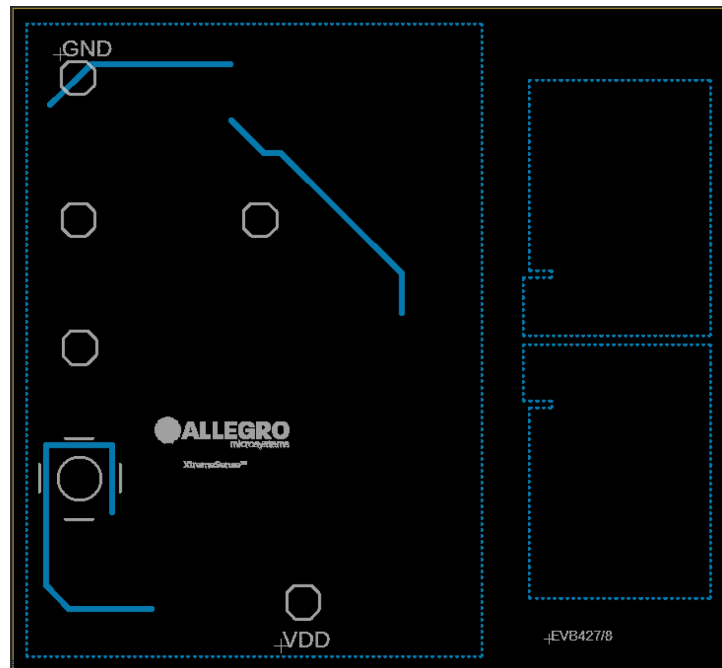 GND
ALLEGRO
microsystems
XtremeSense™
VDD
EVB427/8